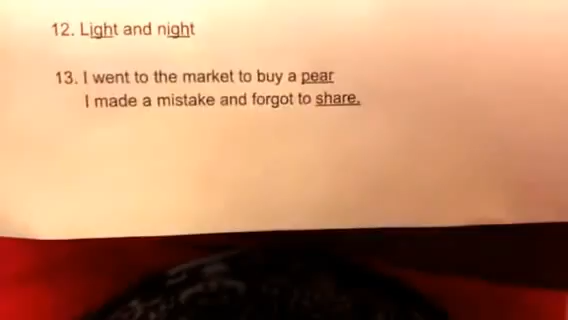 12. Light and night
13. I went to the market to buy a pear
I made a mistake and forgot to share.